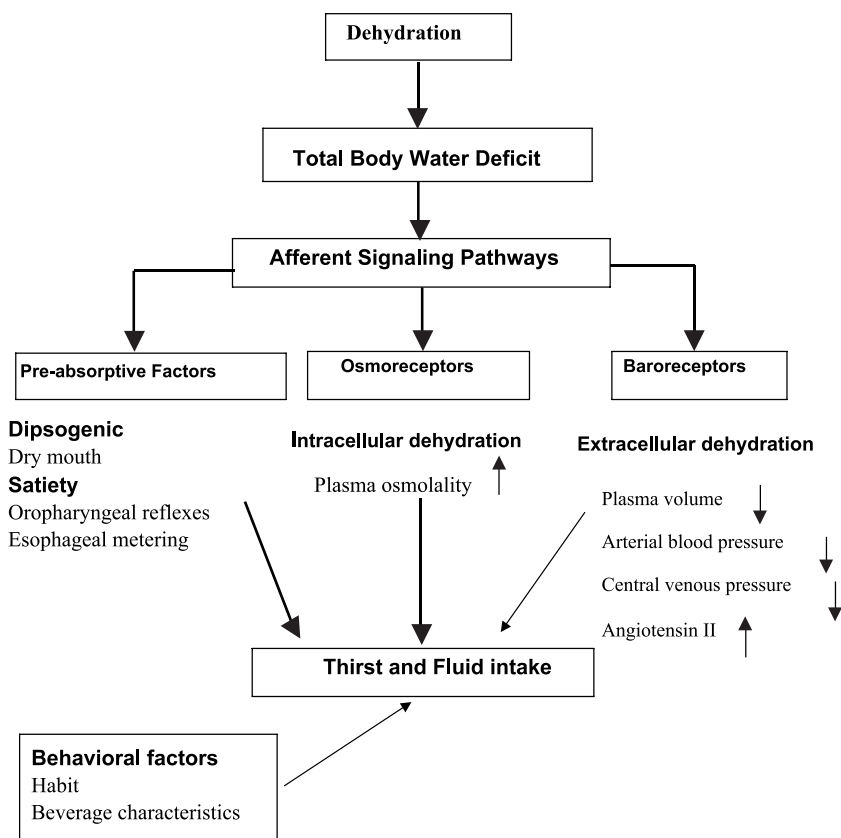 Dehydration
Total Body Water Deficit
Afferent Signaling Pathways
Pre-absorptive Factors
Osmoreceptors
Baroreceptors
Dipsogenic
Dry mouth
Satiety
Oropharyngeal reflexes
Esophageal metering
Intracellular dehydration
Plasma osmolality
Extracellular dehydration
Plasma volume
Arterial blood pressure
Central venous pressure
Angiotensin II
Thirst and Fluid intake
Behavioral factors
Habit
Beverage characteristics